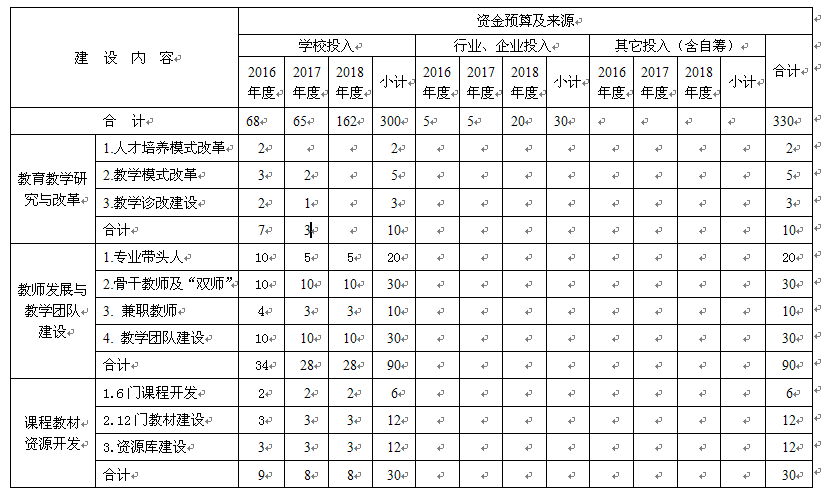 资金预算及来源
建 设 内 容
学校投入 行业、企业投入 其它投入（含自筹） 合计
2016年度 2017年度 2018年度 小计 2016年度 2017年度 2018年度 小计 2016年度 2017年度 2018年度 小计
合 计 68 65 162 300 5 5 20 30 330
教育教学研究与改革
1.人才培养模式改革 2 2 2
2.教学模式改革 3 2 5 5
3.教学诊改建设 2 1 3 3
合计 7 3 10 10
教师发展与教学团队建设
1.专业带头人 10 5 5 20 20
2.骨干教师及“双师” 10 10 10 30 30
3. 兼职教师 4 3 3 10 10
4. 教学团队建设 10 10 10 30 30
合计 34 28 28 90 90
课程教材资源开发
1.6门课程开发 2 2 2 6 6
2.12门教材建设 3 3 3 12 12
3.资源库建设 3 3 3 12 12
合计 9 8 8 30 30